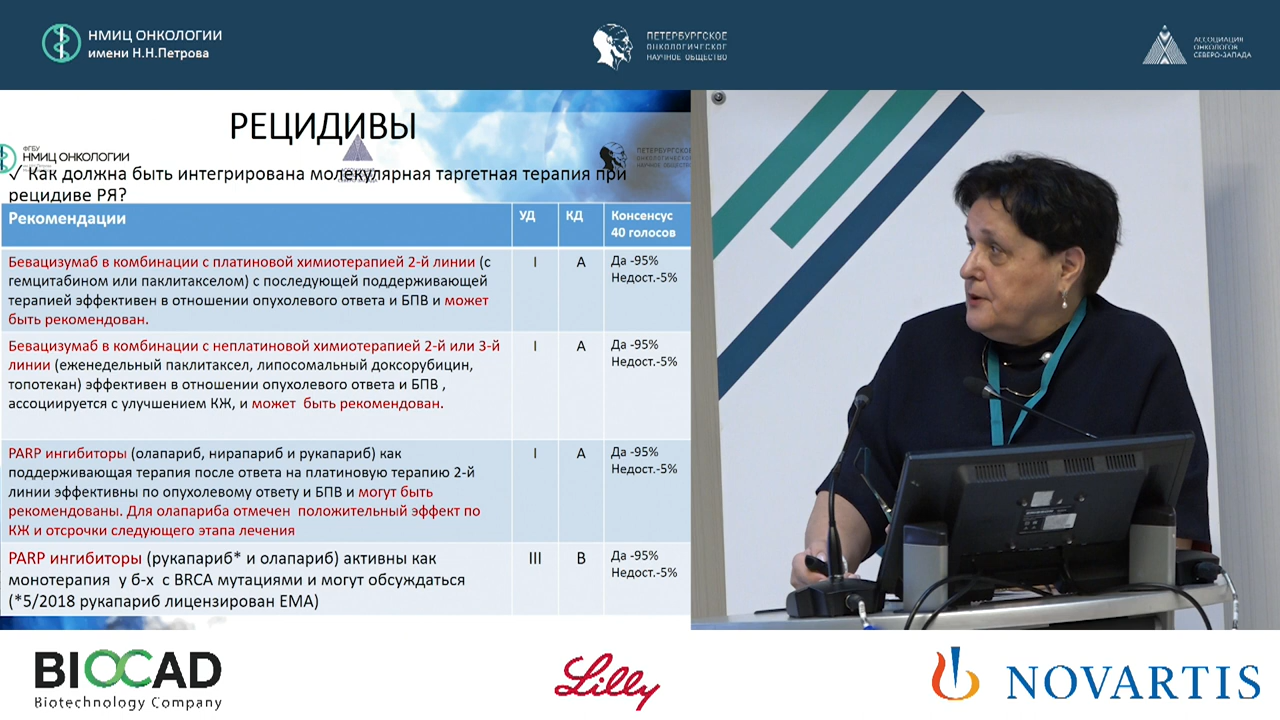 НМИЦ ОНКОЛОГИИ
имени Н.Н.Петрова
ПЕТЕРБУРГСКОЕ
ОНКОЛОГИЧЕСКОЕ
НАУЧНОЕ ОБЩЕСТВО
АССОЦИАЦИЯ
ОНКОЛОГОВ
СЕВЕРО-ЗАПАДА
РЕЦИДИВЫ
ФГБУ
НМИЦ ОНКОЛОГИИ
ПЕТЕРБУРГСКОЕ
ОНКОЛОГИЧЕСКОЕ
НАУЧНОЕ ОБЩЕСТВО
✓ Как должна быть интегрирована молекулярная таргетная терапия при
рецидиве РЯ?
Рекомендации УД КД Консенсус
40 голосов
Бевацизумаб в комбинации с платиновой химиотерапией 2-й линии (с
гемцитабином или паклитакселом) с последующей поддерживающей
терапией эффективен в отношении опухолевого ответа и БПВ и может
быть рекомендован.
I
A
Да -95%
Недост.-5%
Бевацизумаб в комбинации с неплатиновой химиотерапией 2-й или 3-й
линии (еженедельный паклитаксел, липосомальный доксорубицин,
топотекан) эффективен в отношении опухолевого ответа и БПВ ,
ассоциируется с улучшением КЖ, и может быть рекомендован.
I
A
Да -95%
Недост.-5%
PARP ингибиторы (олапариб, нирапариб и рукапариб) как
поддерживающая терапия после ответа на платиновую терапию 2-й
линии эффективны по опухолевому ответу и БПВ и могут быть
рекомендованы. Для олапариба отмечен положительный эффект по
КЖ и отсрочки следующего этапа лечения
I
A
Да -95%
Недост.-5%
PARP ингибиторы (рукапариб* и олапариб) активны как
монотерапия у б-х с BRCA мутациями и могут обсуждаться
(*5/2018 рукапариб лицензирован EMA)
III
B
Да -95%
Недост.-5%
BIOCAD
Biotechnology Company
Lilly
NOVARTIS